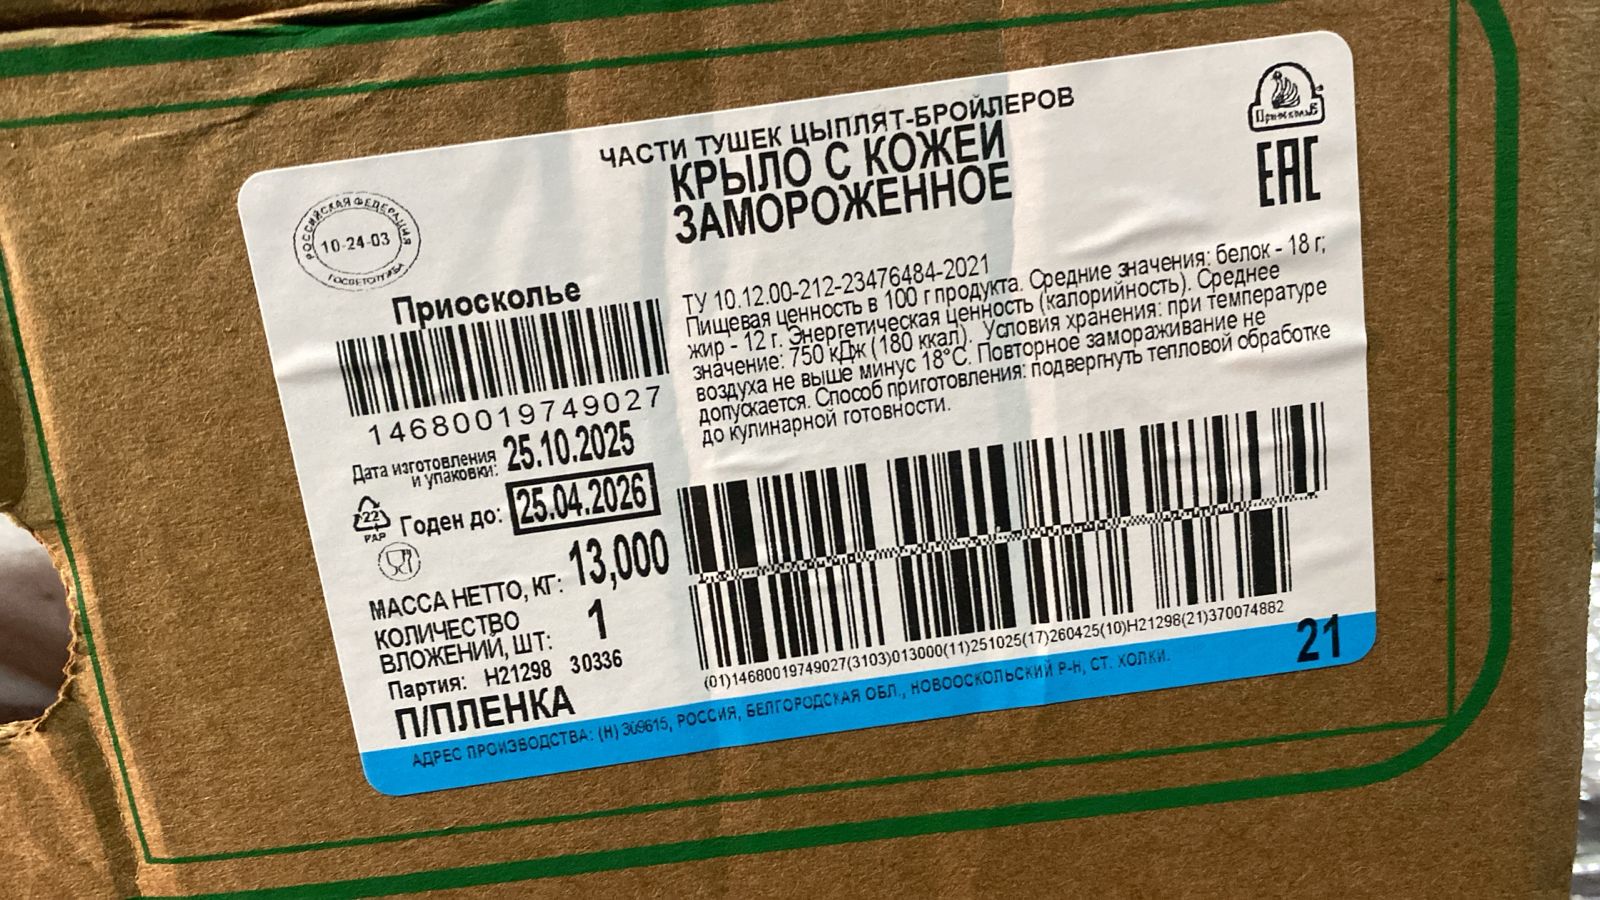 ЧАСТИ ТУШЕК ЦЫПЛЯТ-БРОЙЛЕРОВ
КРЫЛО С КОЖЕЙ
ЗАМОРОЖЕННОЕ
Приосколье
ЕАС
РОССИЙСКАЯ ФЕДЕРАЦИЯ
10-24-03
ГОСВЕТСЛУЖБА
Приосколье
14680019749027
Дата изготовления
и упаковки: 25.10.2025
22
PAP
Годен до: 25.04.2026
МАССА НЕТТО, КГ: 13,000
КОЛИЧЕСТВО
ВЛОЖЕНИЙ, ШТ: 1
Партия: Н21298 30336
П/ПЛЕНКА
ТУ 10.12.00-212-23476484-2021
Пищевая ценность в 100 г продукта. Средние значения: белок - 18 г;
жир - 12 г. Энергетическая ценность (калорийность). Среднее
значение: 750 кДж (180 ккал). Условия хранения: при температуре
воздуха не выше минус 18°С. Повторное замораживание не
допускается. Способ приготовления: подвергнуть тепловой обработке
до кулинарной готовности.
(01)14680019749027(3103)013000(11)251025(17)260425(10)Н21298(21)370074882
21
АДРЕС ПРОИЗВОДСТВА: (Н) 309615, РОССИЯ, БЕЛГОРОДСКАЯ ОБЛ., НОВООСКОЛЬСКИЙ Р-Н, СТ. ХОЛКИ.